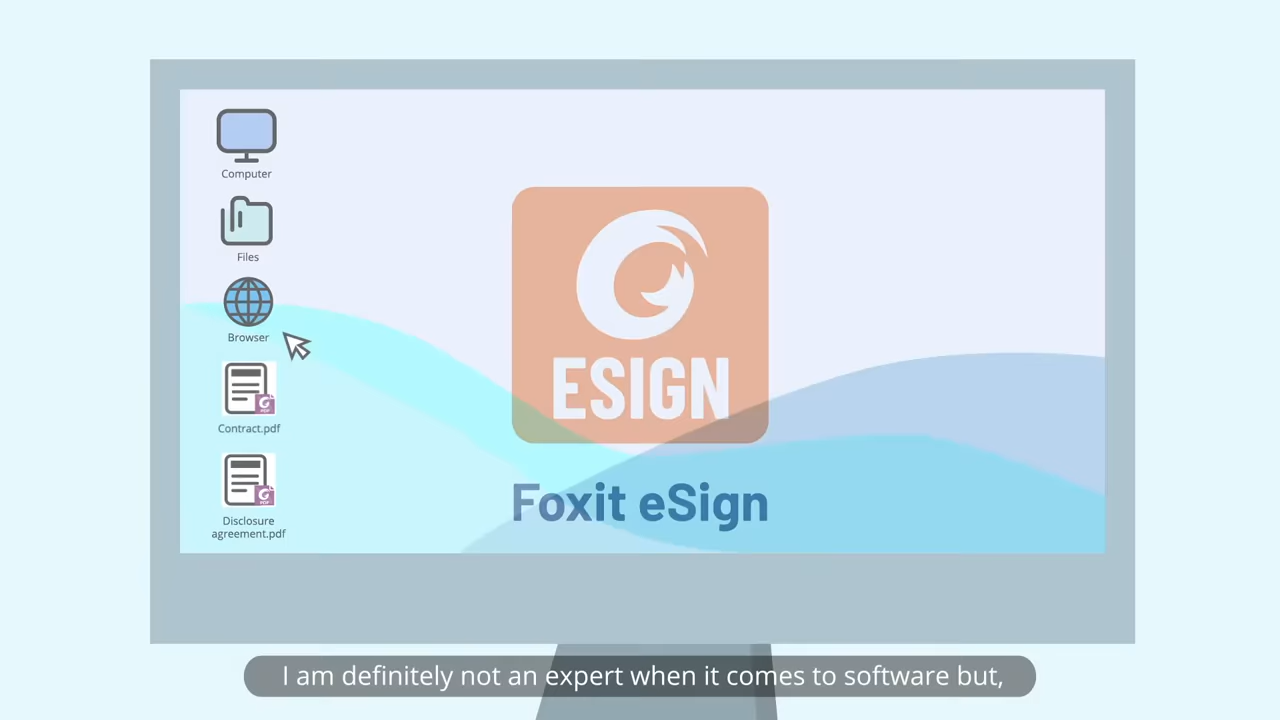 Computer
Files
Browser
Contract.pdf
Disclosure
agreement.pdf
ESIGN
Foxit eSign
I am definitely not an expert when it comes to software but,